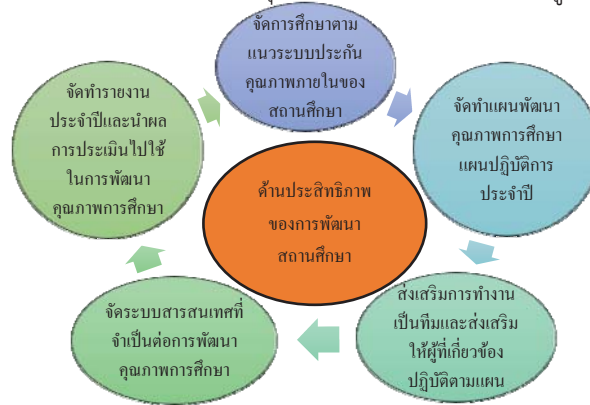 จัดการศึกษาตาม
แนวระบบประกัน
คุณภาพภายในของ
สถานศึกษา
จัดทำแผนพัฒนา
คุณภาพการศึกษา
แผนปฏิบัติการ
ประจำปี
ส่งเสริมการทำงาน
เป็นทีมและส่งเสริม
ให้ผู้ที่เกี่ยวข้อง
ปฏิบัติตามแผน
จัดระบบสารสนเทศที่
จำเป็นต่อการพัฒนา
คุณภาพการศึกษา
จัดทำรายงาน
ประจำปีและนำผล
การประเมินไปใช้
ในการพัฒนา
คุณภาพการศึกษา
ด้านประสิทธิภาพ
ของการพัฒนา
สถานศึกษา